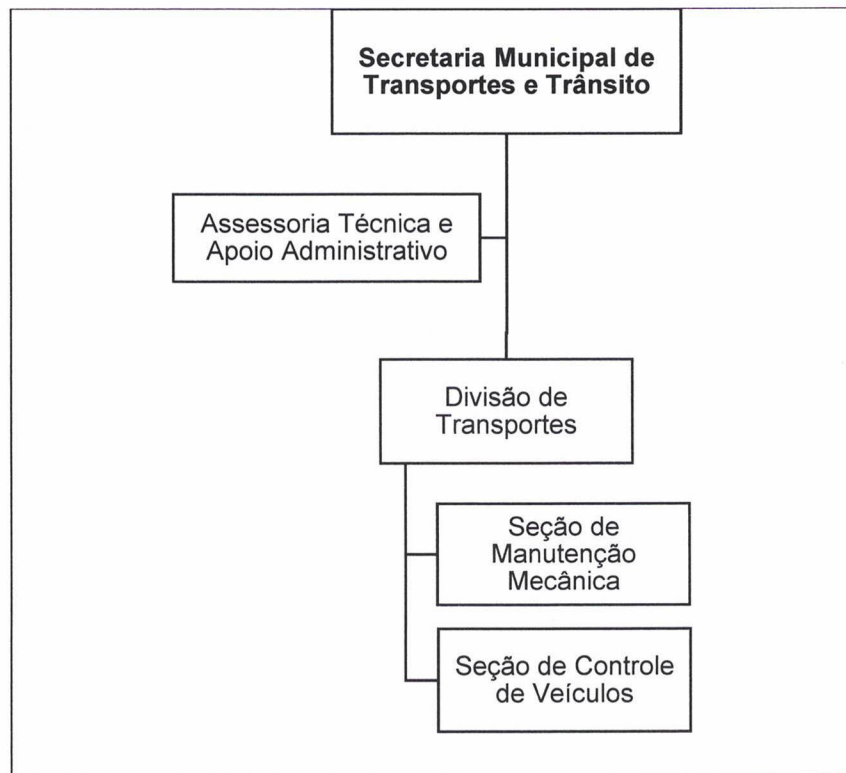 Secretaria Municipal de
Transportes e Trânsito
Assessoria Técnica e
Apoio Administrativo
Divisão de
Transportes
Seção de
Manutenção
Mecânica
Seção de Controle
de Veículos